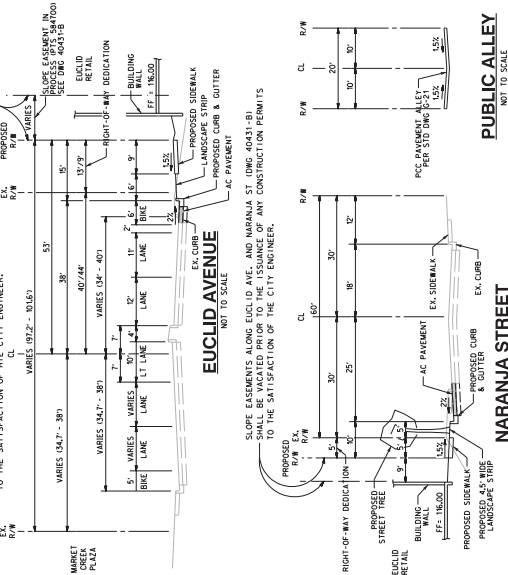 TO THE SATISFACTION OF THE CITY ENGINEER.
EX.
R/W
CL
EX.
R/W
PROPOSED
R/W
VARIES (97.2' - 101.6')
53'
VARIES
SLOPE EASEMENT IN
PROCESS (PTS 584700)
SEE DWG 40431-B
VARIES (34.7' - 38')
38'
15'
EUCLID
RETAIL
40'/44'
13'/9'
RIGHT-OF-WAY DEDICATION
MARKET
CREEK
PLAZA
VARIES (34.7' - 38')
VARIES (34' - 40')
BUILDING
WALL
7'
7'
5'
BIKE
VARIES
LANE
VARIES
LANE
10'
LT LANE
4'
12'
LANE
11'
LANE
2'
6'
BIKE
6'
9'
FF = 116.00
2%
1.5%
PROPOSED SIDEWALK
LANDSCAPE STRIP
PROPOSED CURB & GUTTER
AC PAVEMENT
EX. CURB
EUCLID AVENUE
NOT TO SCALE
R/W
CL
R/W
20'
10'
10'
1.5%
1.5%
PCC PAVEMENT ALLEY
PER STD DWG G-21
PUBLIC ALLEY
NOT TO SCALE
SLOPE EASEMENTS ALONG EUCLID AVE. AND NARANJA ST (DWG 40431-B)
SHALL BE VACATED PRIOR TO THE ISSUANCE OF ANY CONSTRUCTION PERMITS
TO THE SATISFACTION OF THE CITY ENGINEER.
PROPOSED
R/W
EX.
R/W
CL
R/W
60'
30'
30'
RIGHT-OF-WAY DEDICATION
5'
10'
25'
18'
12'
PROPOSED
STREET TREE
EUCLID
RETAIL
9'
5'
5'
BUILDING
WALL
AC PAVEMENT
EX. SIDEWALK
FF = 116.00
1.5%
2%
EX. CURB
PROPOSED CURB
& GUTTER
PROPOSED SIDEWALK
PROPOSED 4.5' WIDE
LANDSCAPE STRIP
NARANJA STREET